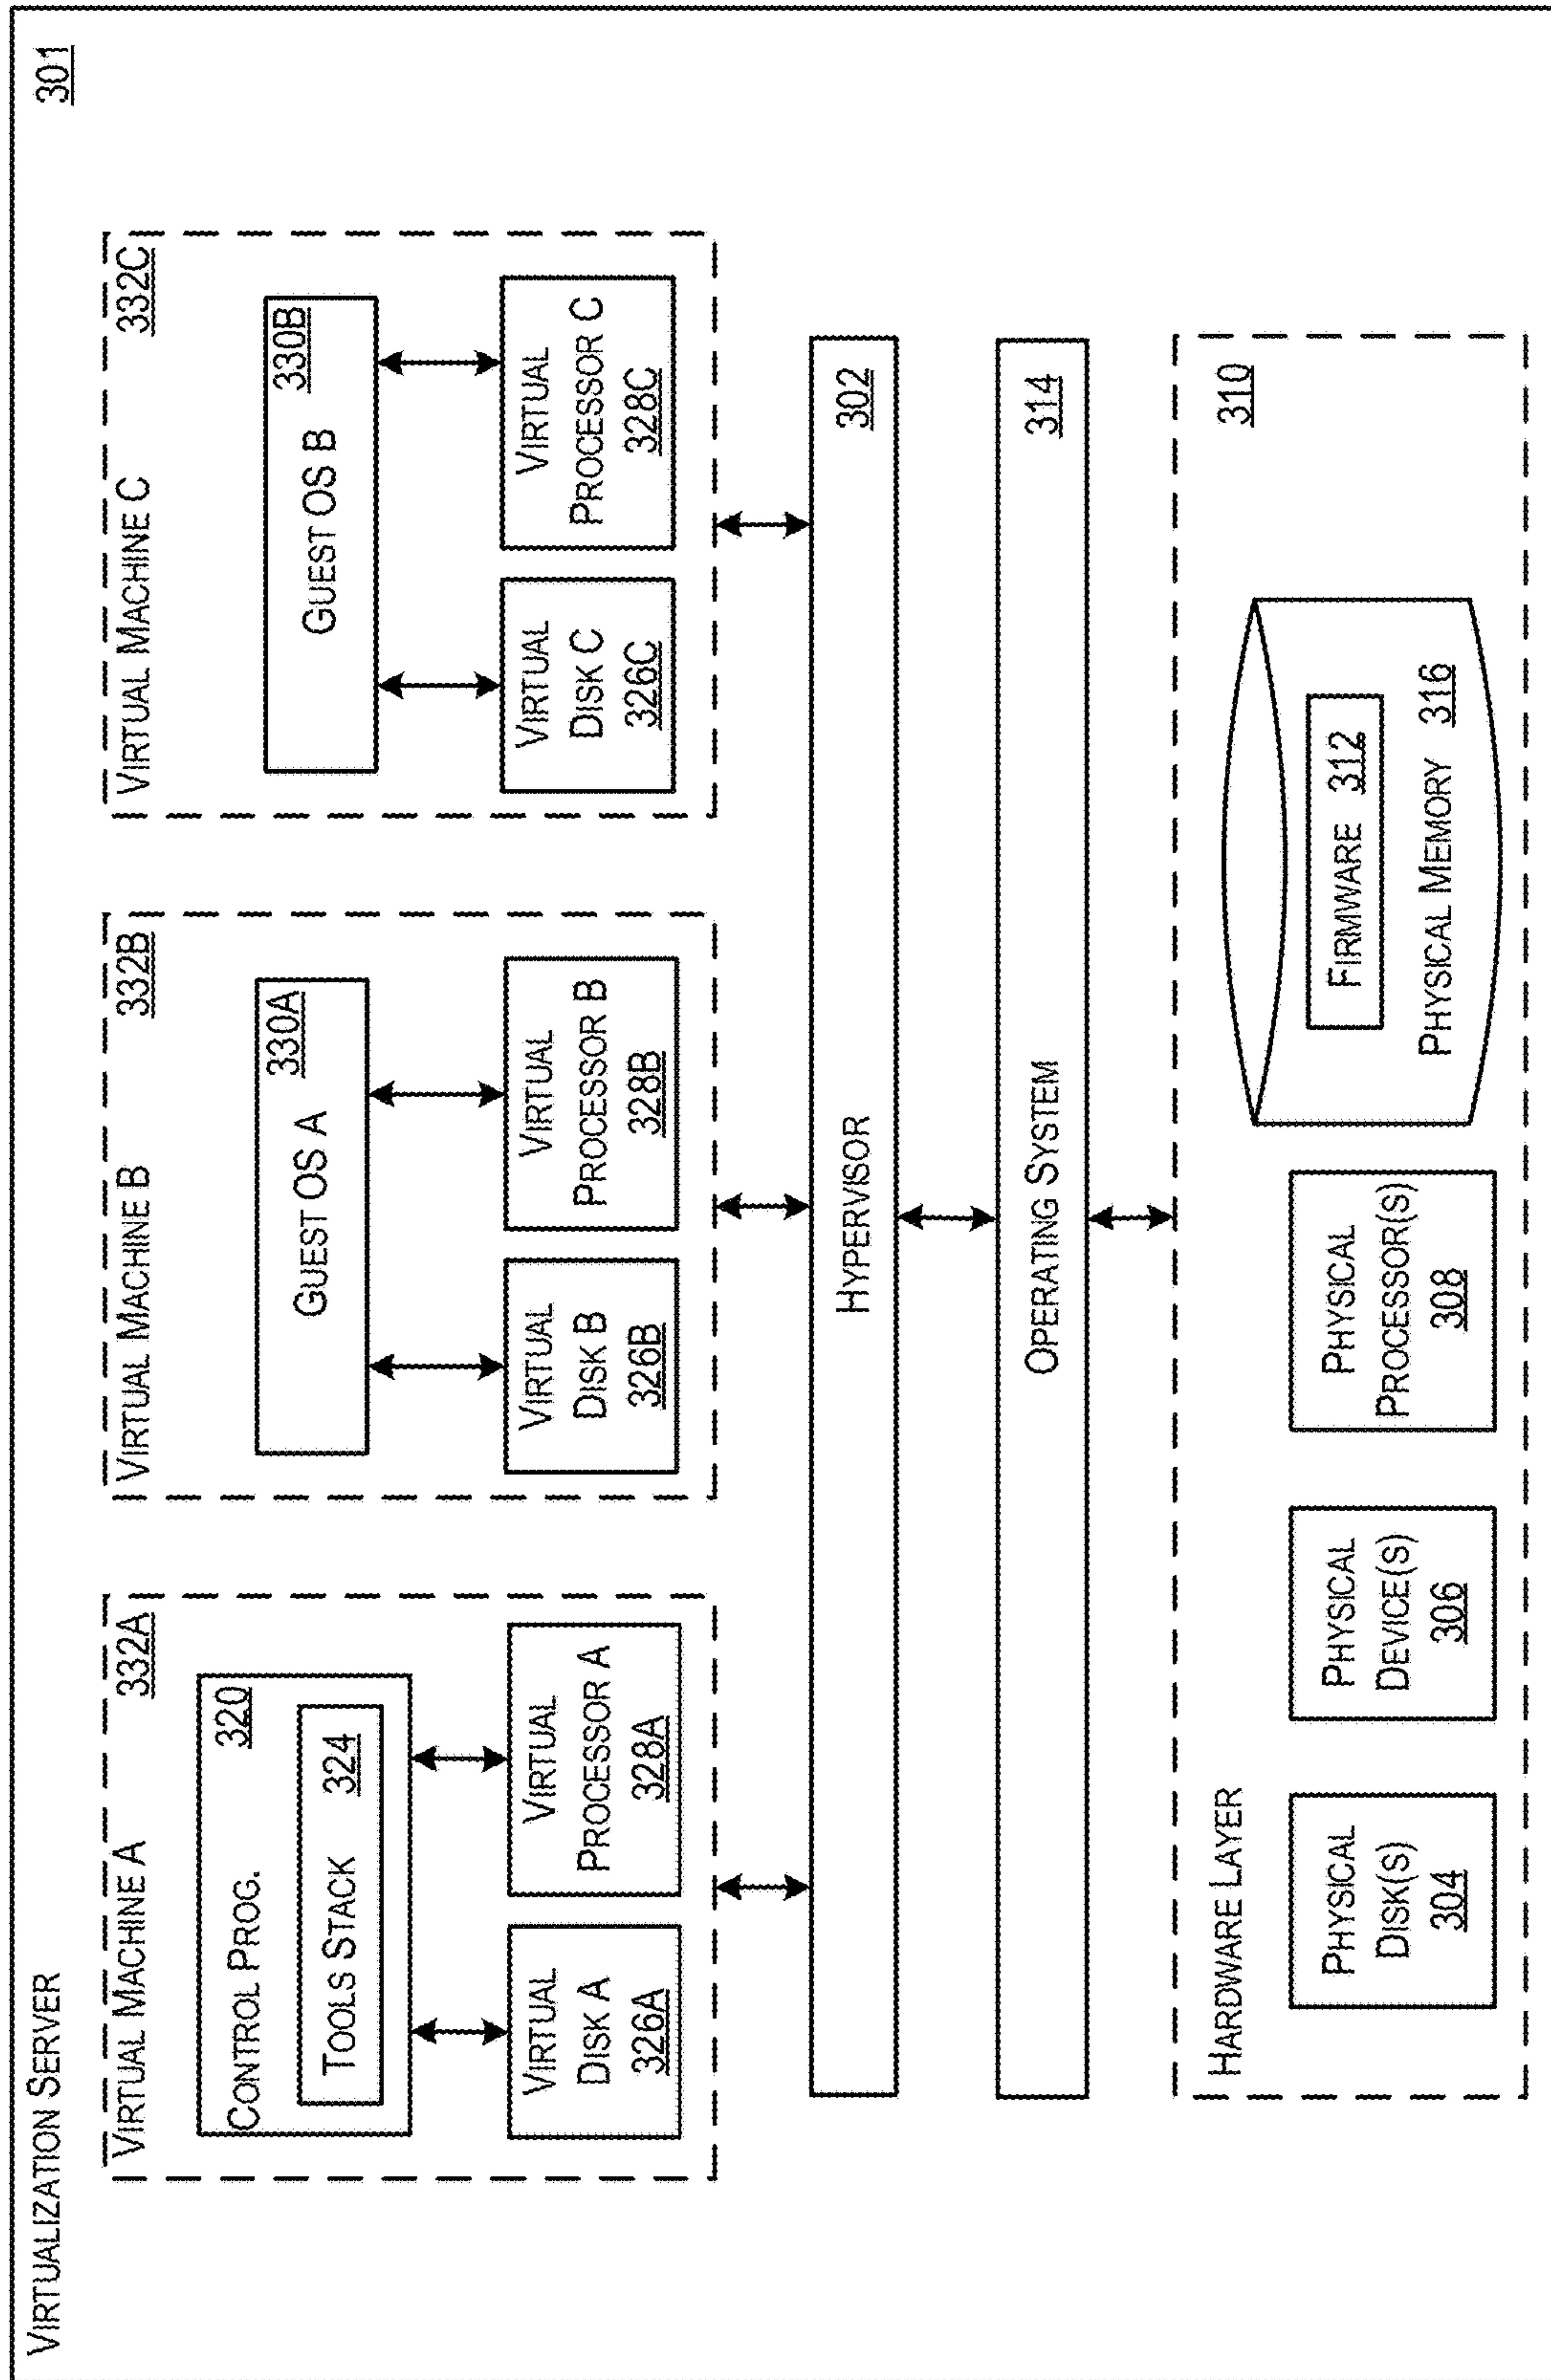 VIRTUALIZATION SERVER
301
VIRTUAL MACHINE A
332A
CONTROL PROG.
320
TOOLS STACK
324
VIRTUAL
DISK A
326A
VIRTUAL
PROCESSOR A
328A
VIRTUAL MACHINE B
332B
GUEST OS A
330A
VIRTUAL
DISK B
326B
VIRTUAL
PROCESSOR B
328B
VIRTUAL MACHINE C
332C
GUEST OS B
330B
VIRTUAL
DISK C
326C
VIRTUAL
PROCESSOR C
328C
HYPERVISOR
302
OPERATING SYSTEM
314
HARDWARE LAYER
310
PHYSICAL
DISK(S)
304
PHYSICAL
DEVICE(S)
306
PHYSICAL
PROCESSOR(S)
308
FIRMWARE 312
PHYSICAL MEMORY 316